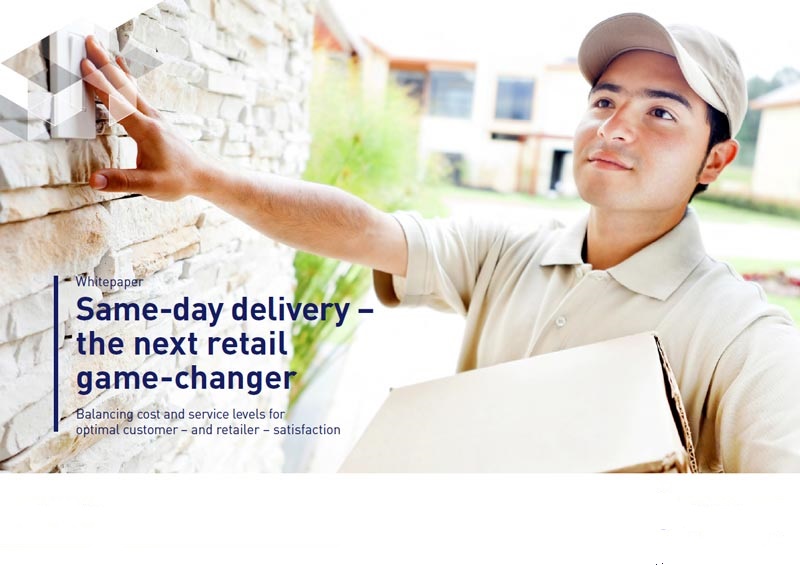 Whitepaper
Same-day delivery –
the next retail
game-changer
Balancing cost and service levels for
optimal customer – and retailer – satisfaction